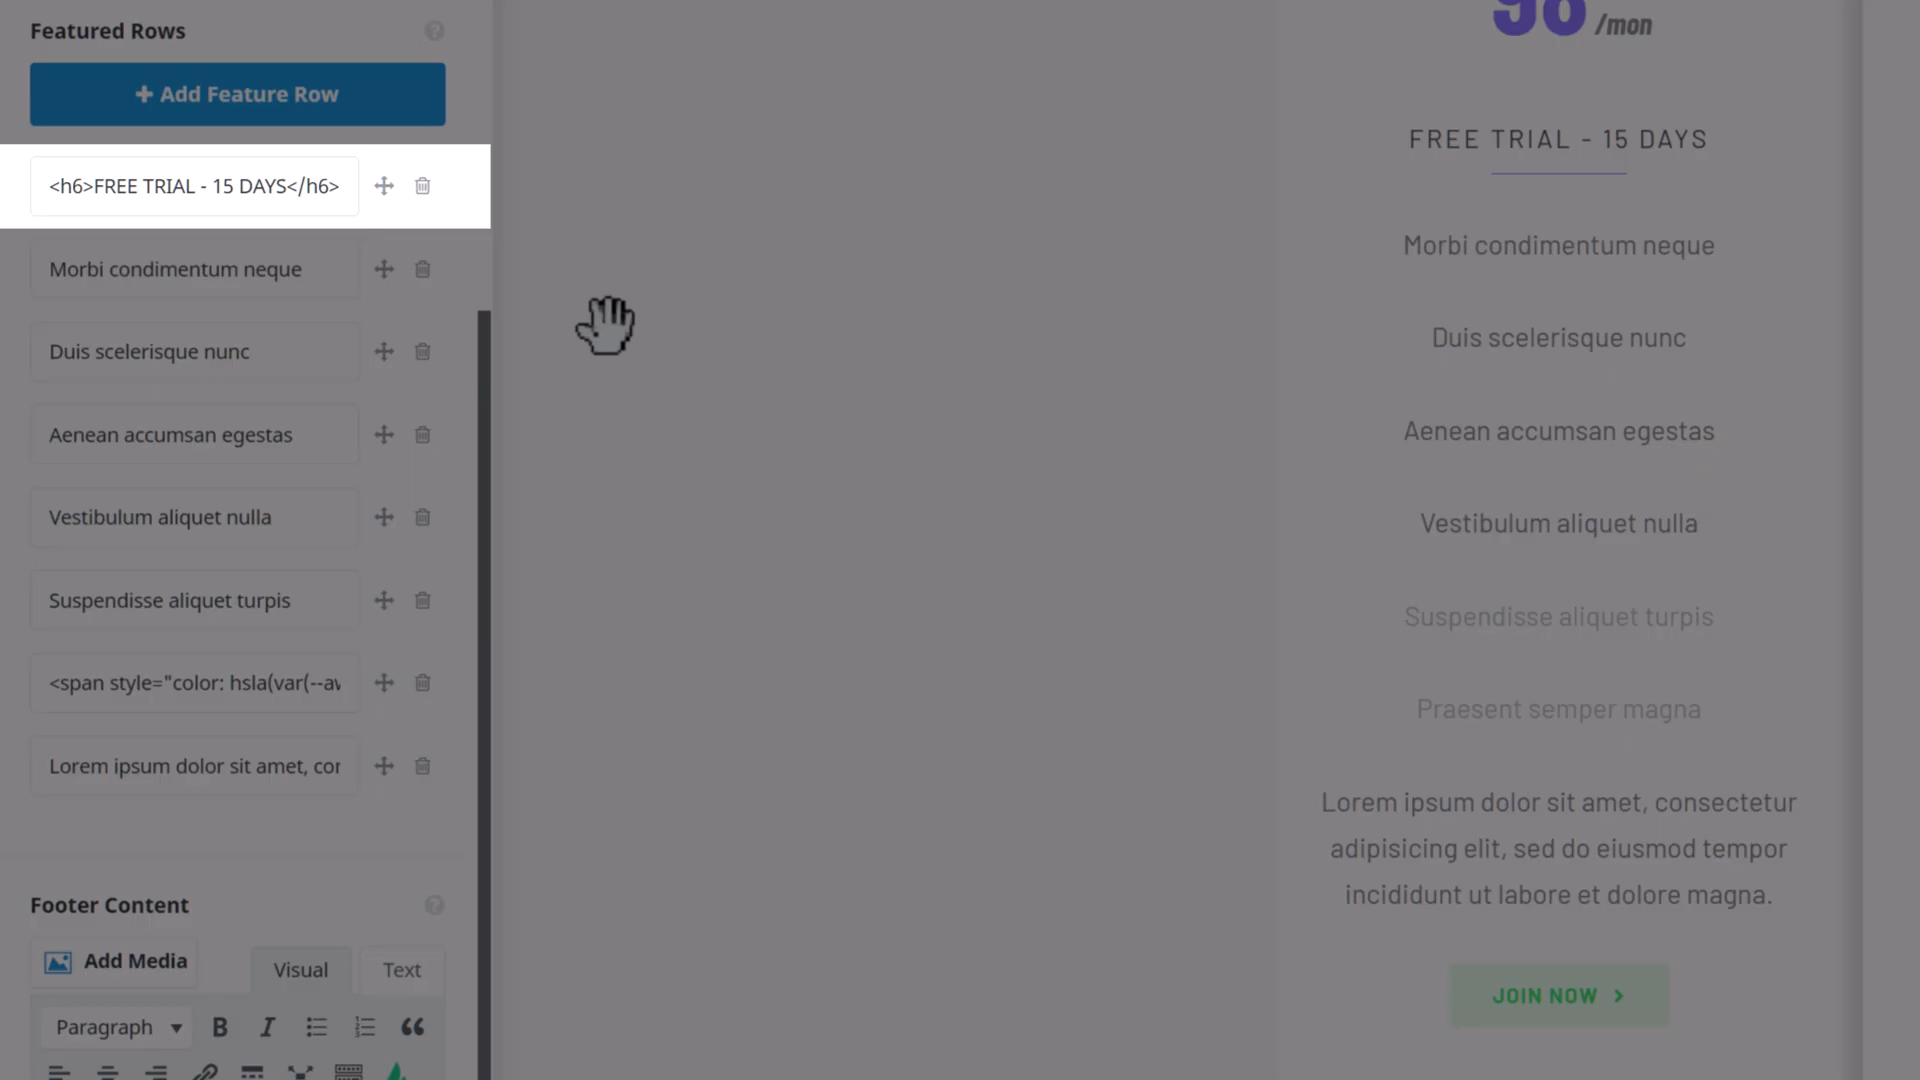 Featured Rows
+ Add Feature Row
<h6>FREE TRIAL - 15 DAYS</h6>
Morbi condimentum neque
Duis scelerisque nunc
Aenean accumsan egestas
Vestibulum aliquet nulla
Suspendisse aliquet turpis
<span style="color: hsla(var(--av
Lorem ipsum dolor sit amet, cor
Footer Content
Add Media
Visual
Text
Paragraph
98 /mon
FREE TRIAL - 15 DAYS
Morbi condimentum neque
Duis scelerisque nunc
Aenean accumsan egestas
Vestibulum aliquet nulla
Suspendisse aliquet turpis
Praesent semper magna
Lorem ipsum dolor sit amet, consectetur
adipisicing elit, sed do eiusmod tempor
incididunt ut labore et dolore magna.
JOIN NOW >